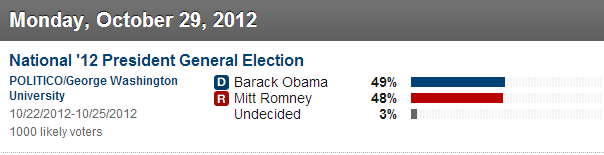 Monday, October 29, 2012
National '12 President General Election
POLITICO/George Washington University
10/22/2012-10/25/2012
1000 likely voters
D Barack Obama 49%
R Mitt Romney 48%
Undecided 3%